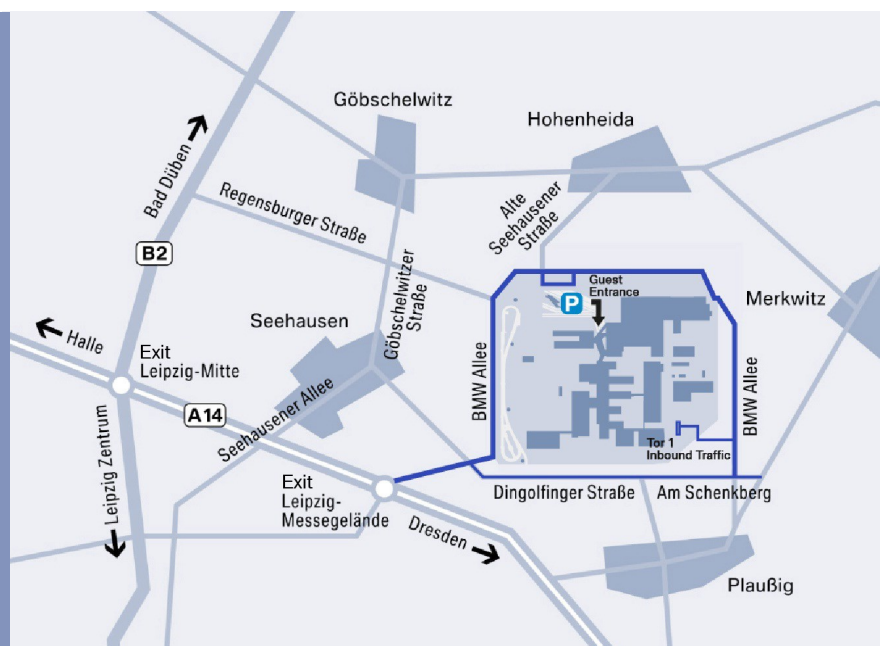 Göbschelwitz
Hohenheida
Bad Düben
Regensburger Straße
Alte
Seehausener
Straße
B2
Guest
Entrance
P
Merkwitz
Seehausen
Göbschelwitzer
Straße
Halle
Exit
Leipzig-Mitte
BMW Allee
BMW Allee
A14
Seehausener Allee
Tor 1
Inbound Traffic
Leipzig Zentrum
Exit
Leipzig-
Messegelände
Dingolfinger Straße
Am Schenkberg
Dresden
Plaußig